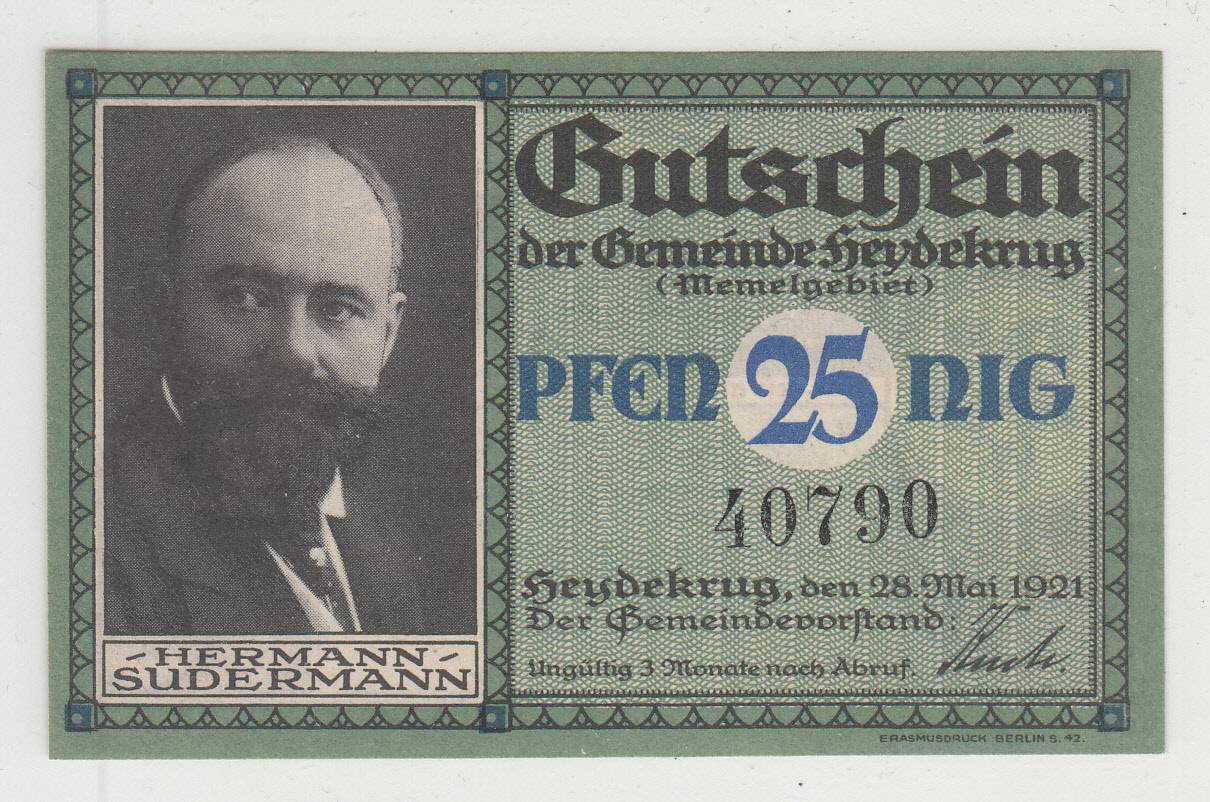 Gutschein
der Gemeinde Heydekrug
(Memelgebiet)
PFEN 25 NIG
40790
Heydekrug, den 28. Mai 1921
Der Gemeindevorstand:
Ungültig 3 Monate nach Abruf.
-HERMANN-
SUDERMANN
ERASMUSDRUCK BERLIN S. 42.